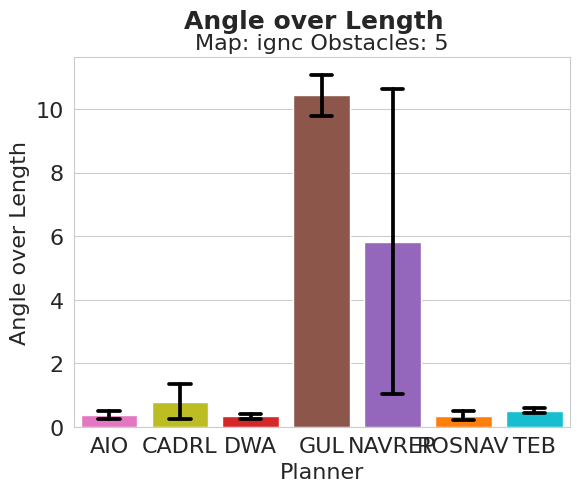 Angle over Length
Map: ignc Obstacles: 5
Angle over Length
10
8
6
4
2
0
AIO CADRL DWA GUL NAVREP ROSNAV TEB
Planner